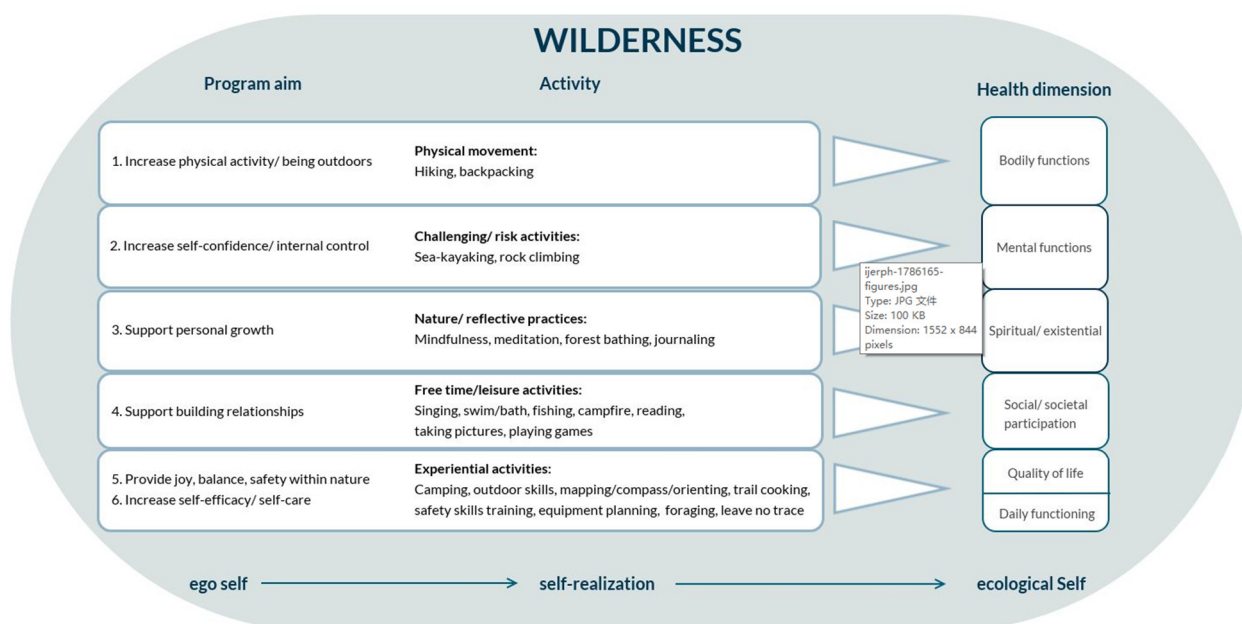 WILDERNESS
Program aim
Activity
Health dimension
1. Increase physical activity/ being outdoors
Physical movement:
Hiking, backpacking
Bodily functions
2. Increase self-confidence/ internal control
Challenging/ risk activities:
Sea-kayaking, rock climbing
Mental functions
ijerph-1786165-
figures.jpg
Type: JPG 文件
Size: 100 KB
Dimension: 1552 x 844
pixels
3. Support personal growth
Nature/ reflective practices:
Mindfulness, meditation, forest bathing, journaling
Spiritual/ existential
4. Support building relationships
Free time/leisure activities:
Singing, swim/bath, fishing, campfire, reading,
taking pictures, playing games
Social/ societal
participation
5. Provide joy, balance, safety within nature
6. Increase self-efficacy/ self-care
Experiential activities:
Camping, outdoor skills, mapping/compass/orienting, trail cooking,
safety skills training, equipment planning, foraging, leave no trace
Quality of life
Daily functioning
ego self
self-realization
ecological Self